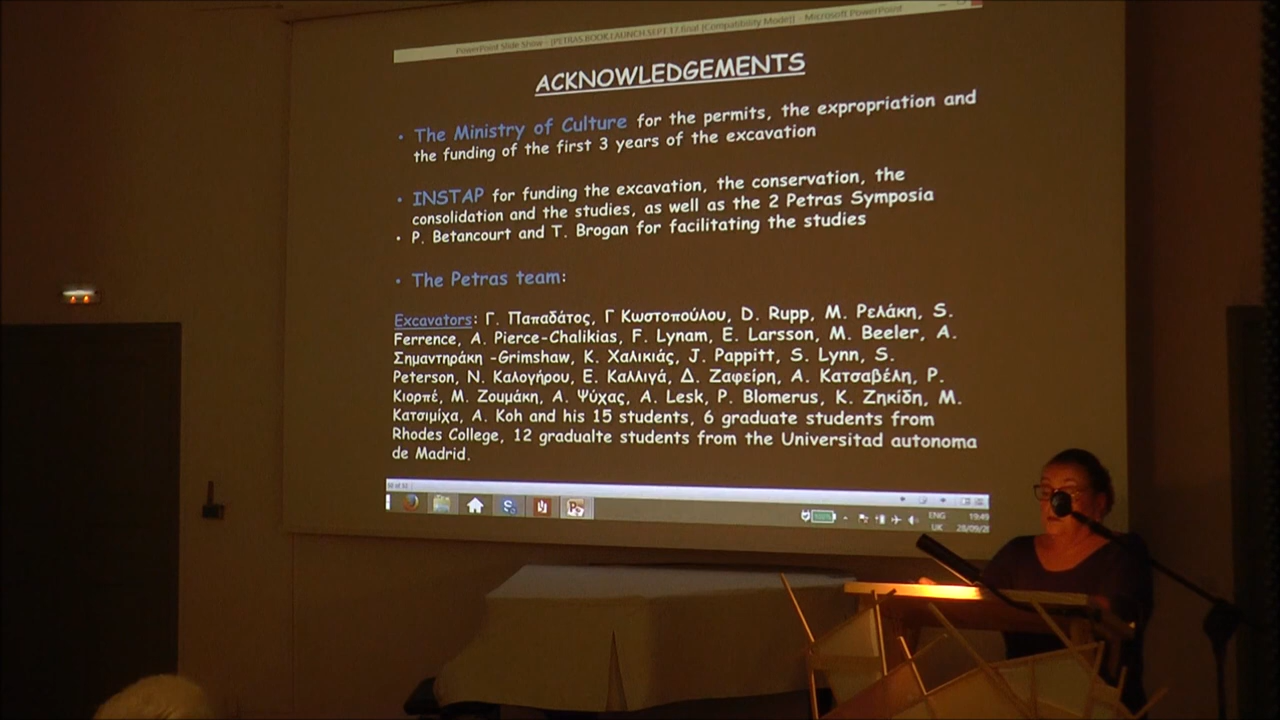 PowerPoint Slide Show - [PETRAS.BOOK.LAUNCH.SEPT.17.final [Compatibility Mode]] - Microsoft PowerPoint
ACKNOWLEDGEMENTS
• The Ministry of Culture for the permits, the expropriation and
the funding of the first 3 years of the excavation
• INSTAP for funding the excavation, the conservation, the
consolidation and the studies, as well as the 2 Petras Symposia
• P. Betancourt and T. Brogan for facilitating the studies
• The Petras team:
Excavators: Γ. Παπαδάτος, Γ Κωστοπούλου, D. Rupp, Μ. Ρελάκη, S.
Ferrence, A. Pierce-Chalikias, F. Lynam, E. Larsson, M. Beeler, A.
Σημαντηράκη -Grimshaw, Κ. Χαλικιάς, J. Pappitt, S. Lynn, S.
Peterson, Ν. Καλογήρου, Ε. Καλλιγά, Δ. Ζαφείρη, Α. Κατσαβέλη, Ρ.
Κιορπέ, Μ. Ζουμάκη, Α. Ψύχας, A. Lesk, P. Blomerus, Κ. Ζηκίδη, Μ.
Κατσιμίχα, A. Koh and his 15 students, 6 graduate students from
Rhodes College, 12 gradualte students from the Universitad autonoma
de Madrid.
ENG 19:49
UK 28/09/2